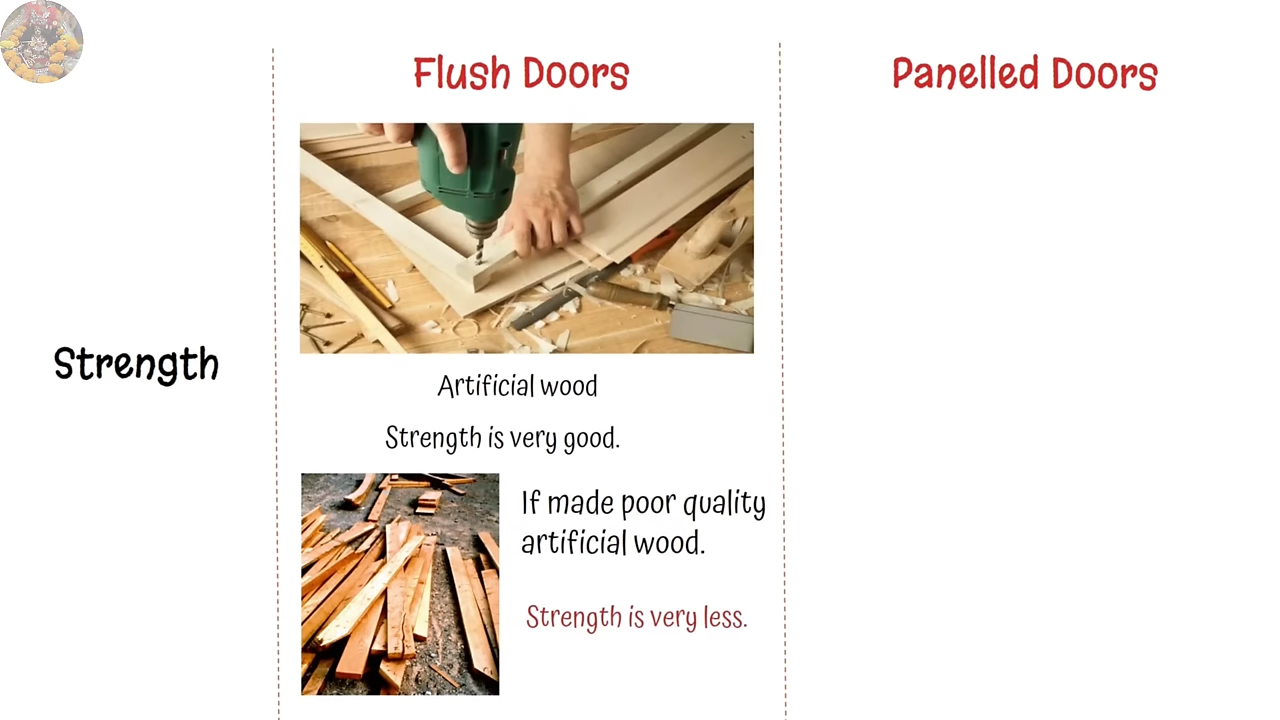 Flush Doors
Panelled Doors
Strength
Artificial wood
Strength is very good.
If made poor quality
artificial wood.
Strength is very less.